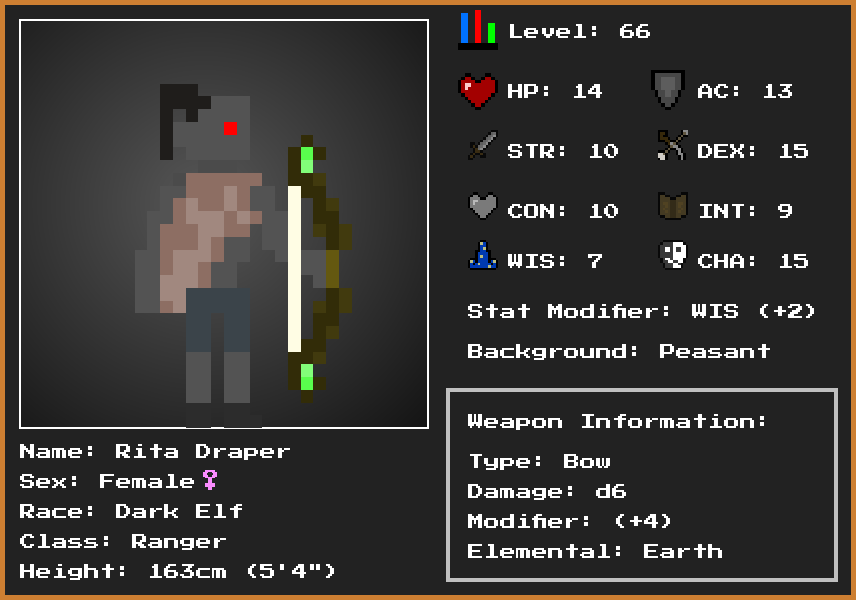 Level: 66
HP: 14
AC: 13
STR: 10
DEX: 15
CON: 10
INT: 9
WIS: 7
CHA: 15
Stat Modifier: WIS (+2)
Background: Peasant
Name: Rita Draper
Sex: Female♀
Race: Dark Elf
Class: Ranger
Height: 163cm (5'4")
Weapon Information:
Type: Bow
Damage: d6
Modifier: (+4)
Elemental: Earth